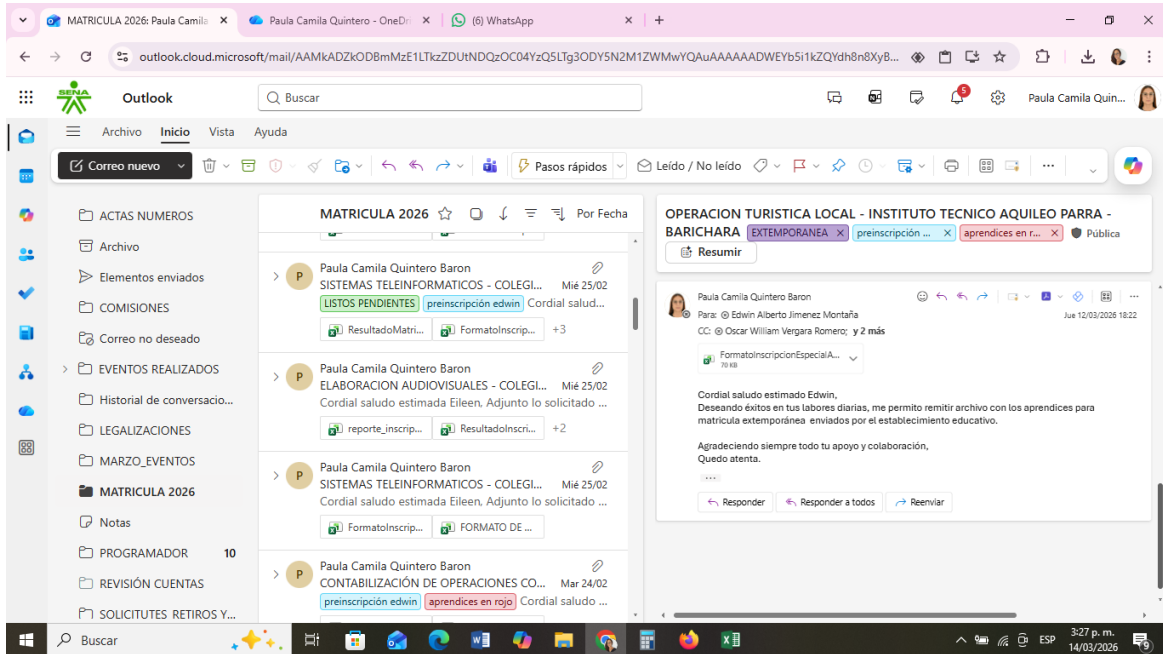 MATRICULA 2026: Paula Camila
Paula Camila Quintero - OneDri
(6) WhatsApp
outlook.cloud.microsoft/mail/AAMkADZkODBmMzE1LTkzZDUtNDQzOC04YzQ5LTg3ODY5N2M1ZWMwYQAuAAAAAADWEYb5i1kZQYdh8n8XyB...
SENA
Outlook
Buscar
5
Paula Camila Quin...
Archivo
Inicio
Vista
Ayuda
Correo nuevo
Pasos rápidos
Leído / No leído
ACTAS NUMEROS
Archivo
Elementos enviados
COMISIONES
Correo no deseado
EVENTOS REALIZADOS
Historial de conversacio...
LEGALIZACIONES
MARZO_EVENTOS
MATRICULA 2026
Notas
PROGRAMADOR 10
REVISIÓN CUENTAS
SOLICITUTES RETIROS Y...
MATRICULA 2026
Por Fecha
P
Paula Camila Quintero Baron
SISTEMAS TELEINFORMATICOS - COLEGI... Mié 25/02
LISTOS PENDIENTES preinscripción edwin Cordial salud...
ResultadoMatri... FormatoInscrip... +3
P
Paula Camila Quintero Baron
ELABORACION AUDIOVISUALES - COLEGI... Mié 25/02
Cordial saludo estimada Eileen, Adjunto lo solicitado ...
reporte_inscrip... ResultadoInscri... +2
P
Paula Camila Quintero Baron
SISTEMAS TELEINFORMATICOS - COLEGI... Mié 25/02
Cordial saludo estimada Eileen, Adjunto lo solicitado ...
FormatoInscrip... FORMATO DE ...
P
Paula Camila Quintero Baron
CONTABILIZACIÓN DE OPERACIONES CO... Mar 24/02
preinscripción edwin aprendices en rojo Cordial saludo ...
OPERACION TURISTICA LOCAL - INSTITUTO TECNICO AQUILEO PARRA -
BARICHARA EXTEMPORANEA preinscripción ... aprendices en r... Pública
Resumir
Paula Camila Quintero Baron
Para: Edwin Alberto Jimenez Montaña
Jue 12/03/2026 18:22
CC: Oscar William Vergara Romero; y 2 más
FormatoInscripcionEspecialA...
70 KB
Cordial saludo estimado Edwin,
Deseando éxitos en tus labores diarias, me permito remitir archivo con los aprendices para
matricula extemporánea enviados por el establecimiento educativo.
Agradeciendo siempre todo tu apoyo y colaboración,
Quedo atenta.
...
Responder
Responder a todos
Reenviar
Buscar
ESP
3:27 p. m.
14/03/2026